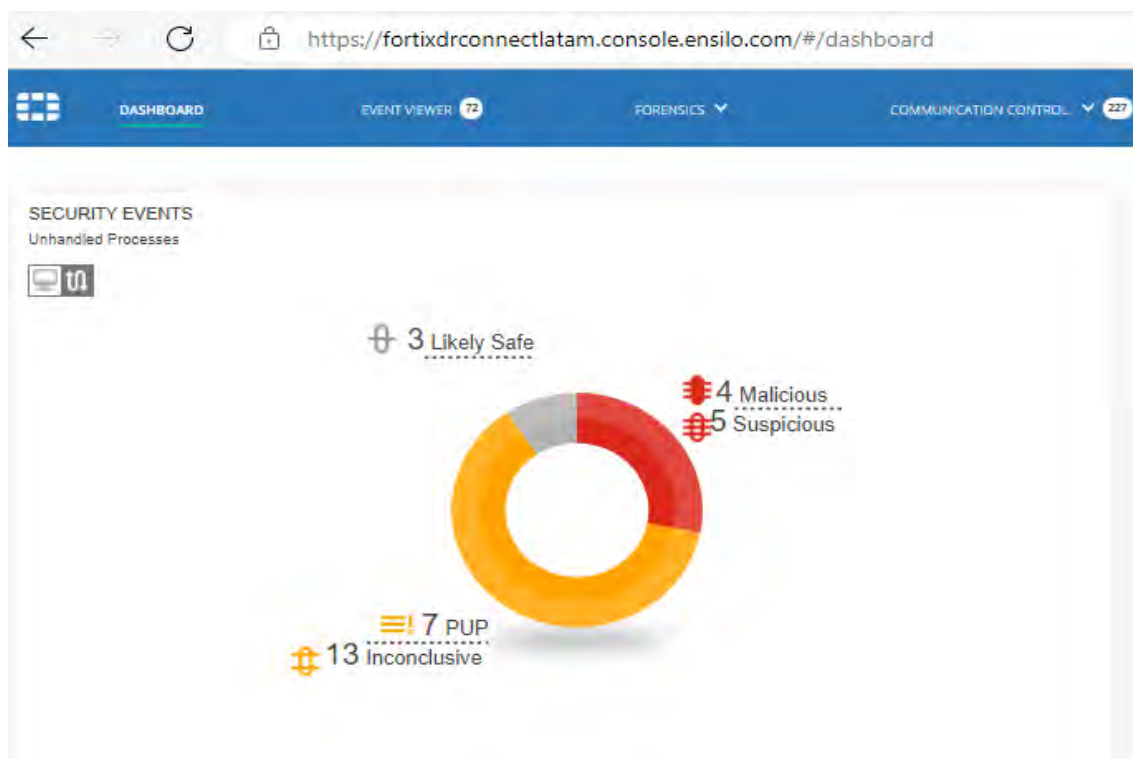 https://fortixdrconnectlatam.console.ensilo.com/#/dashboard
DASHBOARD EVENT VIEWER 72 FORENSICS COMMUNICATION CONTROL 227
SECURITY EVENTS
Unhandled Processes
3 Likely Safe
4 Malicious
5 Suspicious
7 PUP
13 Inconclusive